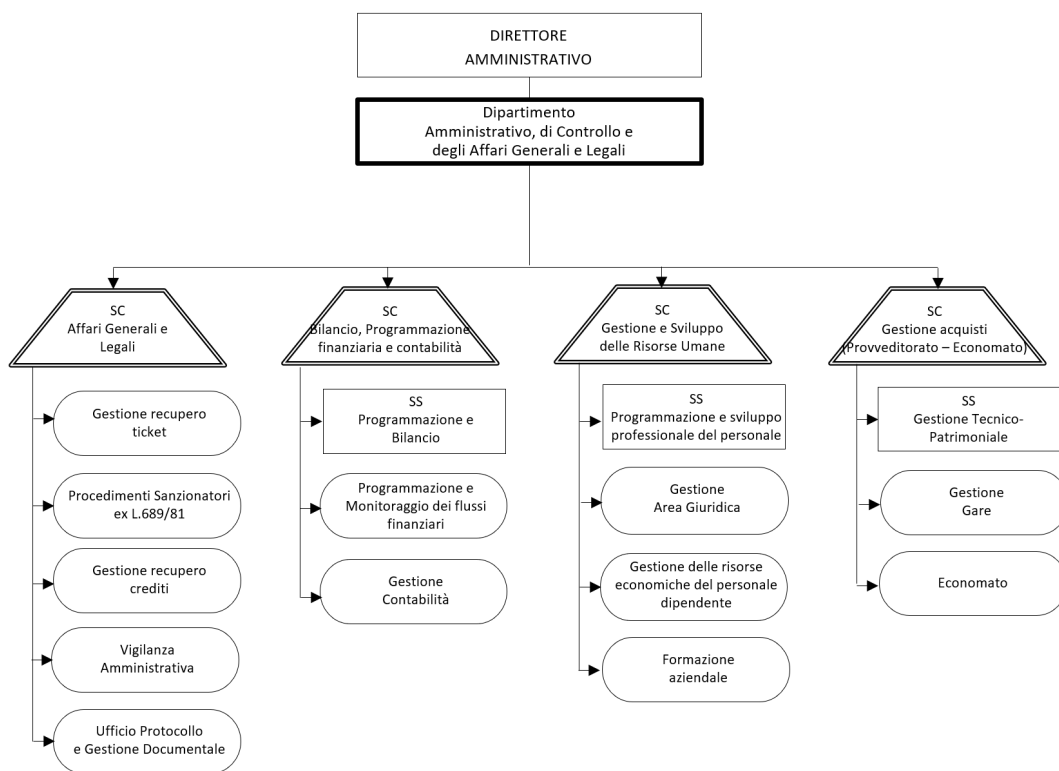 DIRETTORE
AMMINISTRATIVO
Dipartimento
Amministrativo, di Controllo e
degli Affari Generali e Legali
SC
Affari Generali e
Legali
Gestione recupero
ticket
Procedimenti Sanzionatori
ex L.689/81
Gestione recupero
crediti
Vigilanza
Amministrativa
Ufficio Protocollo
e Gestione Documentale
SC
Bilancio, Programmazione
finanziaria e contabilità
SS
Programmazione e
Bilancio
Programmazione e
Monitoraggio dei flussi
finanziari
Gestione
Contabilità
SC
Gestione e Sviluppo
delle Risorse Umane
SS
Programmazione e sviluppo
professionale del personale
Gestione
Area Giuridica
Gestione delle risorse
economiche del personale
dipendente
Formazione
aziendale
SC
Gestione acquisti
(Provveditorato – Economato)
SS
Gestione Tecnico-
Patrimoniale
Gestione
Gare
Economato